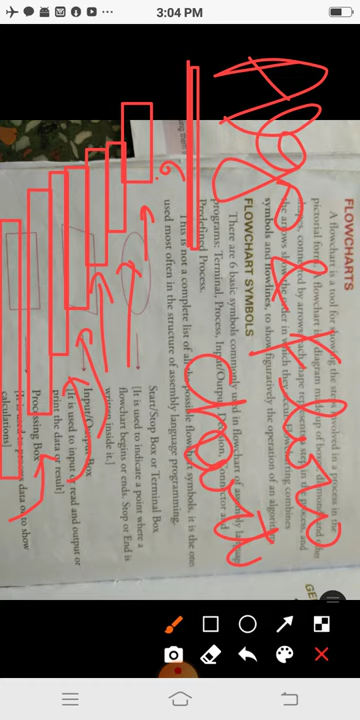 3:04 PM
FLOWCHARTS
A flowchart is a tool for showing the steps involved in a process in the
pictorial form. A flowchart is a diagram made up of boxes, diamonds and other
shapes, connected by arrows each shape represents a step in the process, and
the arrows show the order in which they occur. Flowcharting combines
symbols and flowlines, to show figuratively the operation of an algorithm.
FLOWCHART SYMBOLS
There are 6 basic symbols commonly used in flowchart of assembly language
programs: Terminal, Process, Input/Output, Decision, Connector and
Predefined Process.
This is not a complete list of all the possible flowchart symbols, it is the ones
used most often in the structure of assembly language programming.
Start/Stop Box or Terminal Box
[It is used to indicate a point where a
flowchart begins or ends. Stop or End is
written inside it.]
Input/Output Box
[It is used to input or read and output or
print the data or result]
Processing Box
[It is used to process data or to show
calculations]
chart